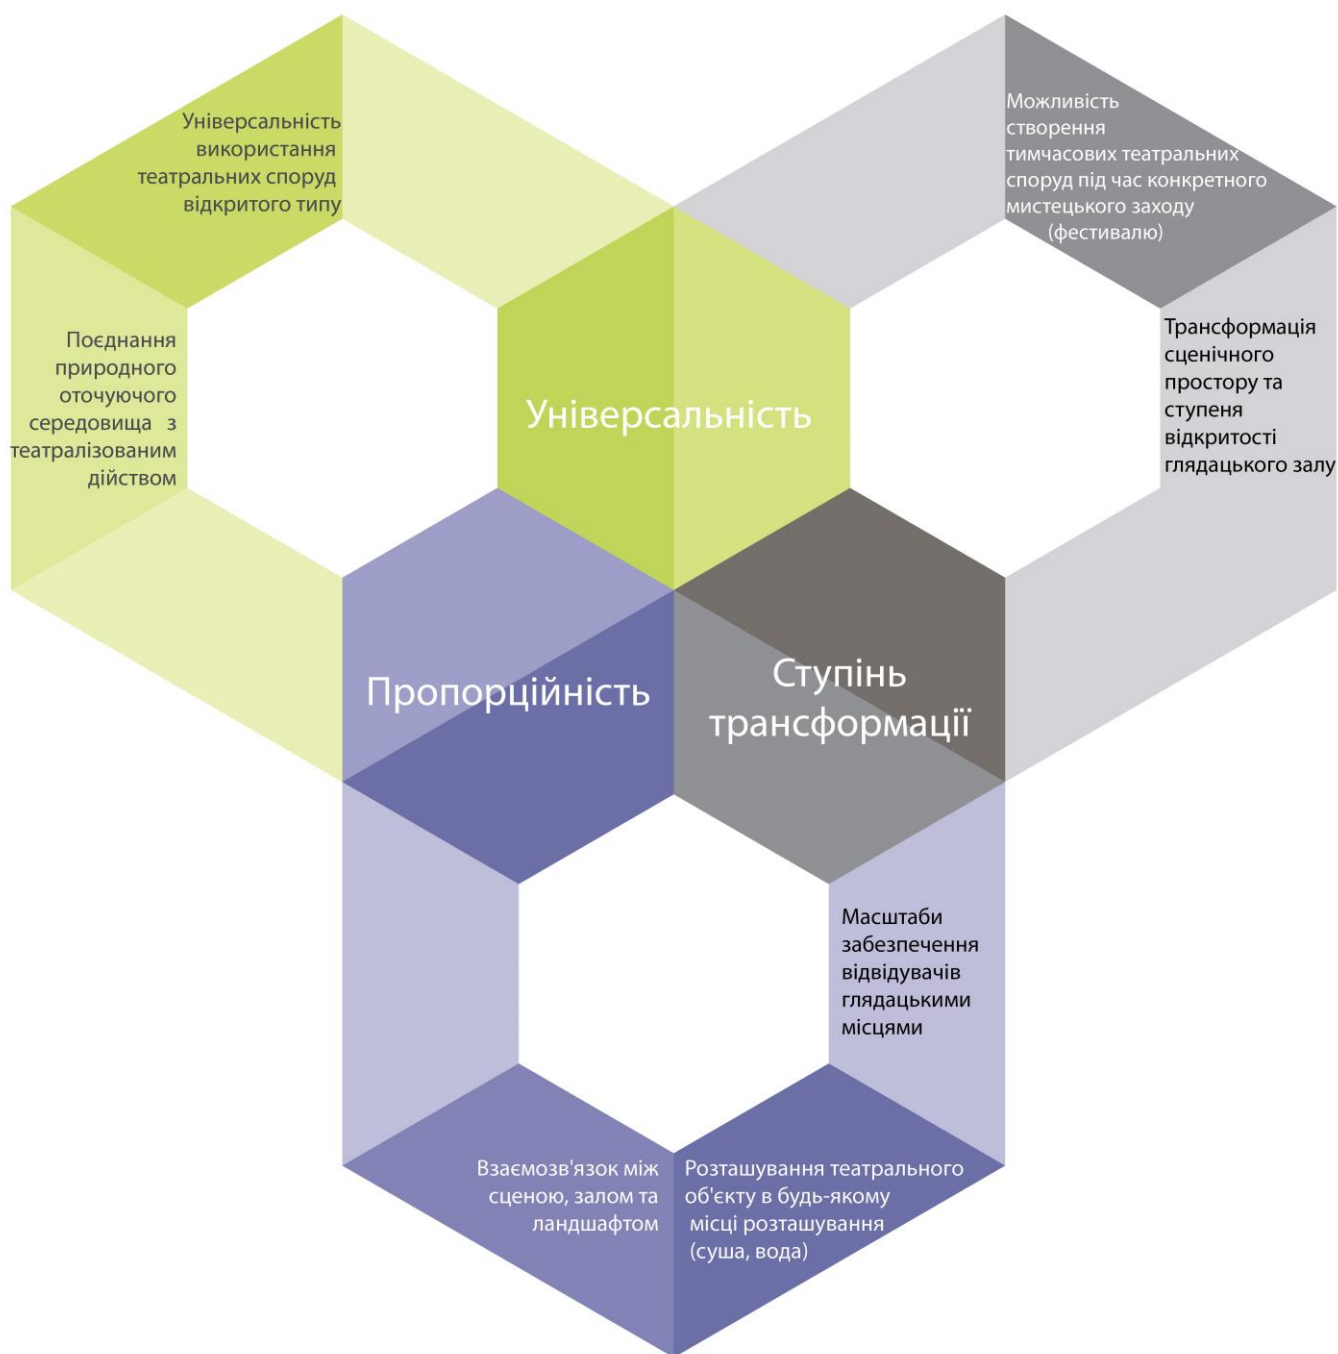 Універсальність
використання
театральних споруд
відкритого типу
Можливість
створення
тимчасових театральних
споруд під час конкретного
мистецького заходу
(фестивалю)
Поєднання
природного
оточуючого
середовища з
театралізованим
дійством
Універсальність
Трансформація
сценічного
простору та
ступеня
відкритості
глядацького залу
Пропорційність
Ступінь
трансформації
Масштаби
забезпечення
відвідувачів
глядацькими
місцями
Взаємозв'язок між
сценою, залом та
ландшафтом
Розташування театрального
об'єкту в будь-якому
місці розташування
(суша, вода)